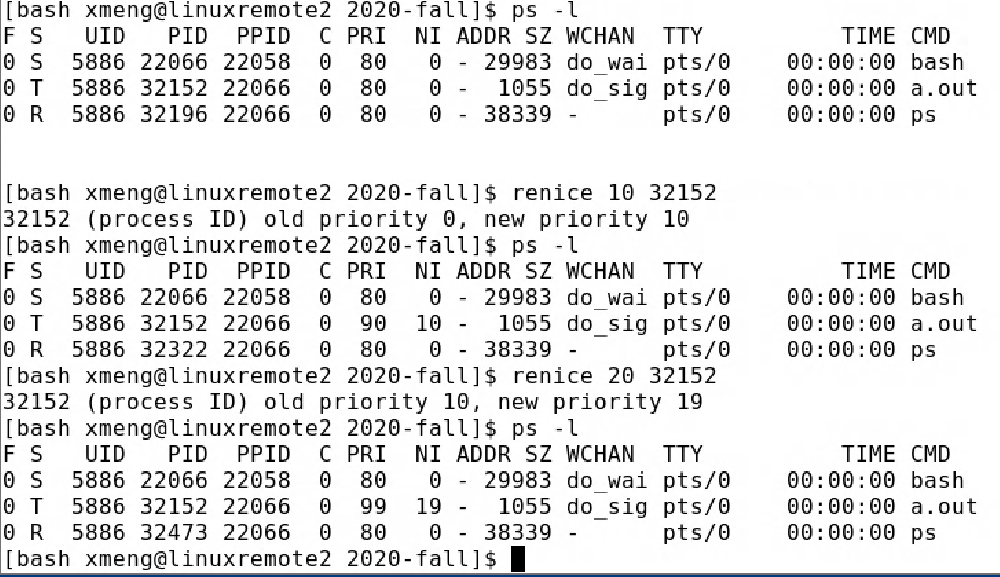 [bash xmeng@linuxremote2 2020-fall]$ ps -l
F S   UID   PID  PPID  C PRI  NI ADDR SZ WCHAN  TTY          TIME CMD
0 S  5886 22066 22058  0  80   0 - 29983 do_wai pts/0    00:00:00 bash
0 T  5886 32152 22066  0  80   0 -  1055 do_sig pts/0    00:00:00 a.out
0 R  5886 32196 22066  0  80   0 - 38339 -      pts/0    00:00:00 ps
[bash xmeng@linuxremote2 2020-fall]$ renice 10 32152
32152 (process ID) old priority 0, new priority 10
[bash xmeng@linuxremote2 2020-fall]$ ps -l
F S   UID   PID  PPID  C PRI  NI ADDR SZ WCHAN  TTY          TIME CMD
0 S  5886 22066 22058  0  80   0 - 29983 do_wai pts/0    00:00:00 bash
0 T  5886 32152 22066  0  90  10 -  1055 do_sig pts/0    00:00:00 a.out
0 R  5886 32322 22066  0  80   0 - 38339 -      pts/0    00:00:00 ps
[bash xmeng@linuxremote2 2020-fall]$ renice 20 32152
32152 (process ID) old priority 10, new priority 19
[bash xmeng@linuxremote2 2020-fall]$ ps -l
F S   UID   PID  PPID  C PRI  NI ADDR SZ WCHAN  TTY          TIME CMD
0 S  5886 22066 22058  0  80   0 - 29983 do_wai pts/0    00:00:00 bash
0 T  5886 32152 22066  0  99  19 -  1055 do_sig pts/0    00:00:00 a.out
0 R  5886 32473 22066  0  80   0 - 38339 -      pts/0    00:00:00 ps
[bash xmeng@linuxremote2 2020-fall]$